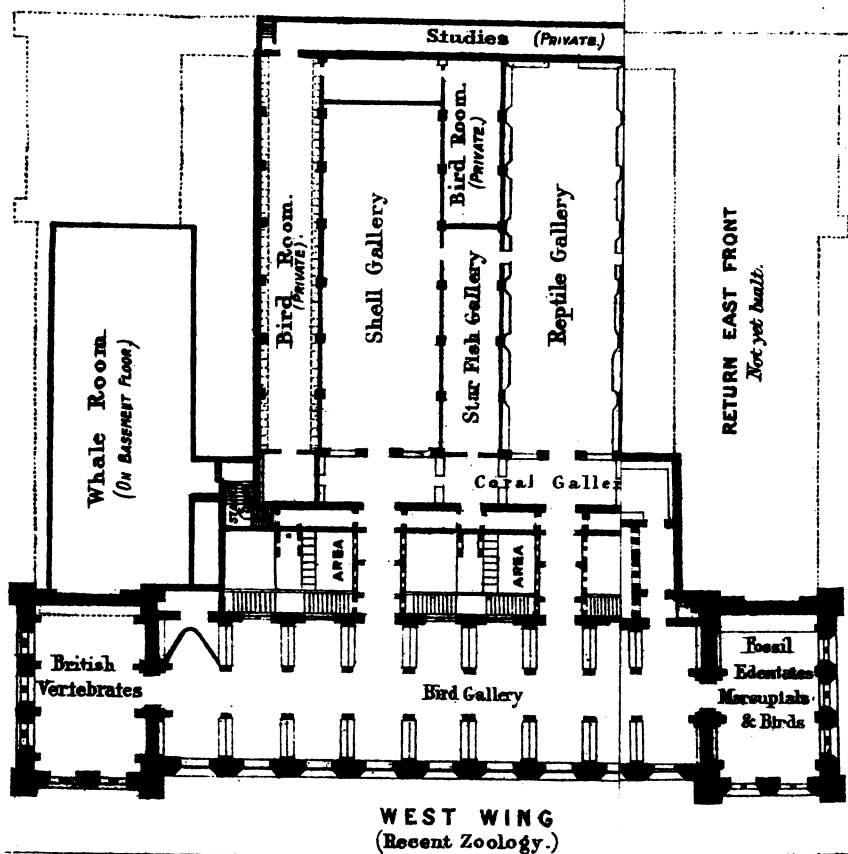 Studies (PRIVATE.)
Bird Room.
(PRIVATE).
Shell Gallery
Bird Room.
(PRIVATE.)
Star Fish Gallery
Reptile Gallery
RETURN EAST FRONT
Not yet built.
Whale Room
(ON BASEMENT FLOOR)
Coral Galler
AREA
AREA
British
Vertebrates
Bird Gallery
Fossil
Edentates
Marsupials
& Birds
WEST WING
(Recent Zoology.)